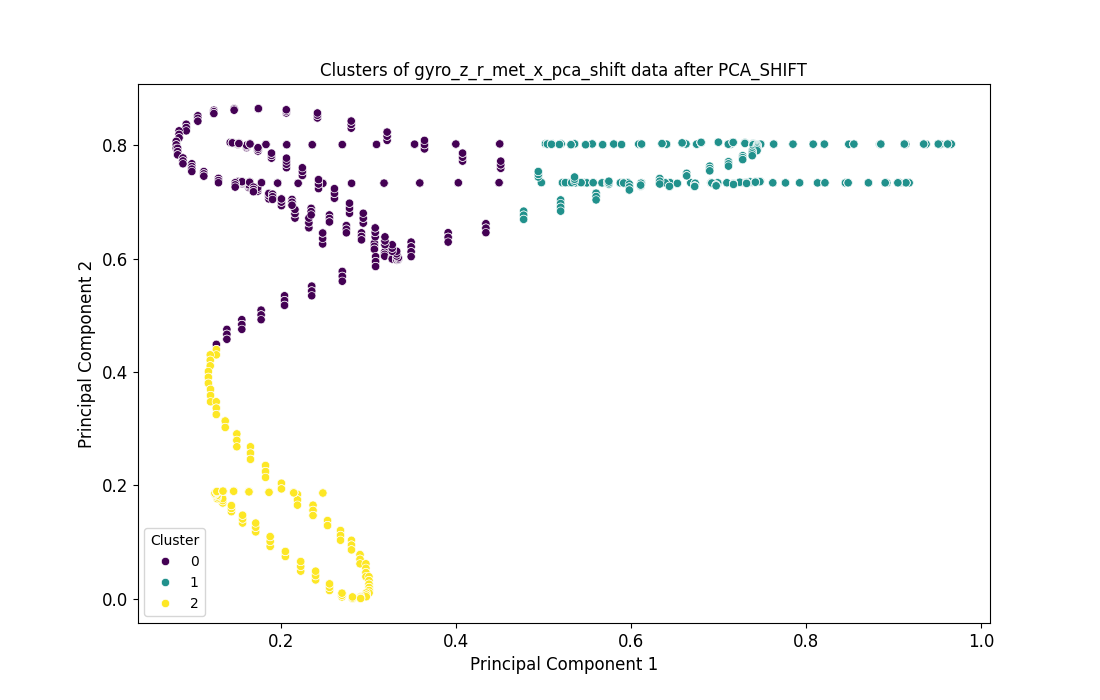 Clusters of gyro_z_r_met_x_pca_shift data after PCA_SHIFT
Principal Component 2
0.8
0.6
0.4
0.2
0.0
Cluster
0
1
2
0.2 0.4 0.6 0.8 1.0
Principal Component 1